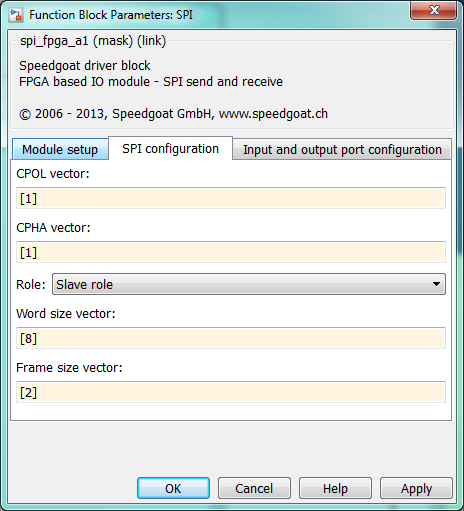 Function Block Parameters: SPI
spi_fpga_a1 (mask) (link)
Speedgoat driver block
FPGA based IO module - SPI send and receive
© 2006 - 2013, Speedgoat GmbH, www.speedgoat.ch
Module setup SPI configuration Input and output port configuration
CPOL vector:
[1]
CPHA vector:
[1]
Role: Slave role
Word size vector:
[8]
Frame size vector:
[2]
OK Cancel Help Apply